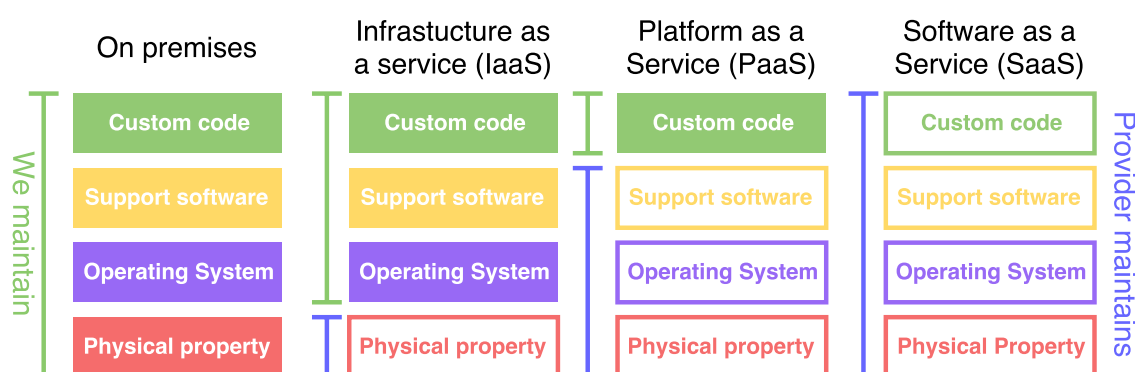 On premises
Infrastucture as
a service (IaaS)
Platform as a
Service (PaaS)
Software as a
Service (SaaS)
We maintain
Custom code
Custom code
Custom code
Custom code
Support software
Support software
Support software
Support software
Operating System
Operating System
Operating System
Operating System
Physical property
Physical property
Physical property
Physical Property
Provider maintains